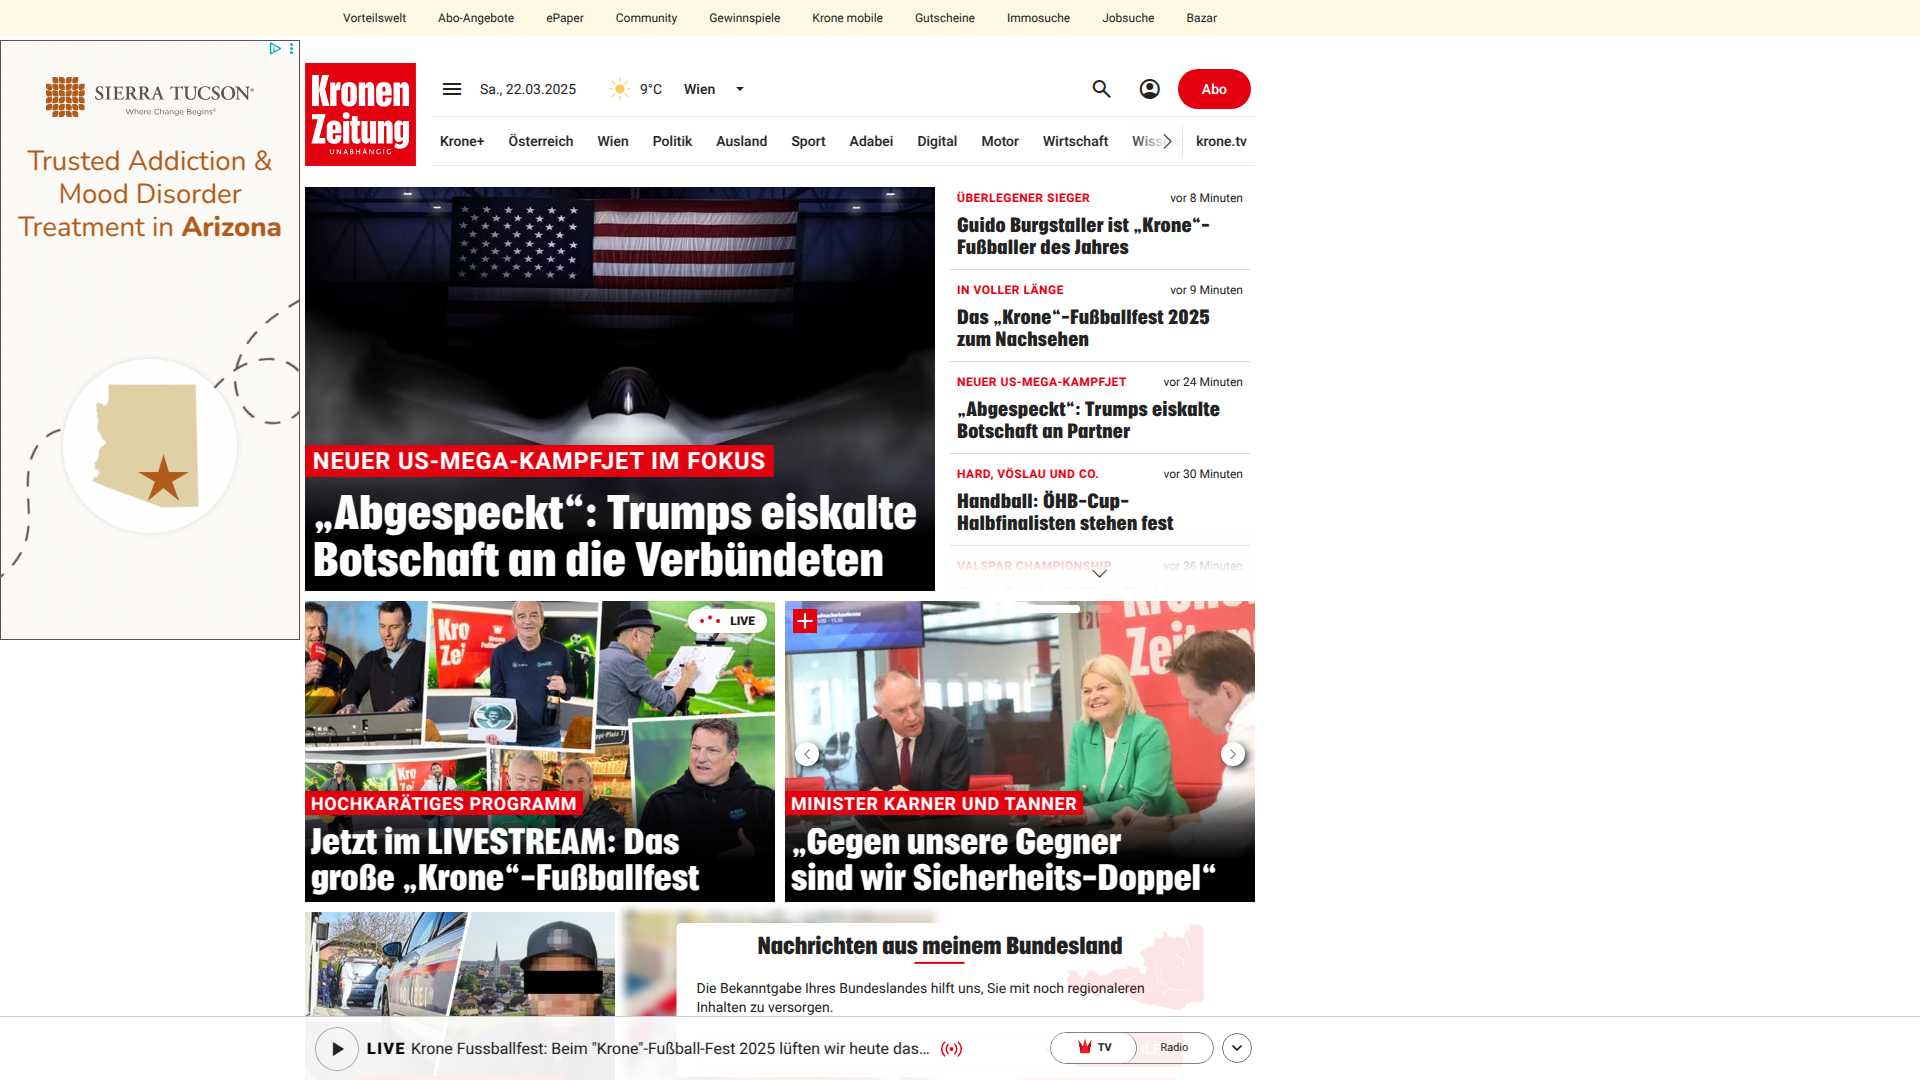 Vorteilswelt Abo-Angebote ePaper Community Gewinnspiele Krone mobile Gutscheine Immosuche Jobsuche Bazar
SIERRA TUCSON
Where Change Begins
Trusted Addiction &
Mood Disorder
Treatment in Arizona
Kronen
Zeitung
UNABHÄNGIG
Sa., 22.03.2025 9°C Wien Abo
Krone+ Österreich Wien Politik Ausland Sport Adabei Digital Motor Wirtschaft Wiss krone.tv
NEUER US-MEGA-KAMPFJET IM FOKUS
„Abgespeckt“: Trumps eiskalte
Botschaft an die Verbündeten
ÜBERLEGENER SIEGER vor 8 Minuten
Guido Burgstaller ist „Krone“-
Fußballer des Jahres
IN VOLLER LÄNGE vor 9 Minuten
Das „Krone“-Fußballfest 2025
zum Nachsehen
NEUER US-MEGA-KAMPFJET vor 24 Minuten
„Abgespeckt“: Trumps eiskalte
Botschaft an Partner
HARD, VÖSLAU UND CO. vor 30 Minuten
Handball: ÖHB-Cup-
Halbfinalisten stehen fest
VALSPAR CHAMPIONSHIP vor 36 Minuten
LIVE
HOCHKARÄTIGES PROGRAMM
Jetzt im LIVESTREAM: Das
große „Krone“-Fußballfest
MINISTER KARNER UND TANNER
„Gegen unsere Gegner
sind wir Sicherheits-Doppel“
Nachrichten aus meinem Bundesland
Die Bekanntgabe Ihres Bundeslandes hilft uns, Sie mit noch regionaleren
Inhalten zu versorgen.
LIVE Krone Fussballfest: Beim "Krone"-Fußball-Fest 2025 lüften wir heute das... TV Radio